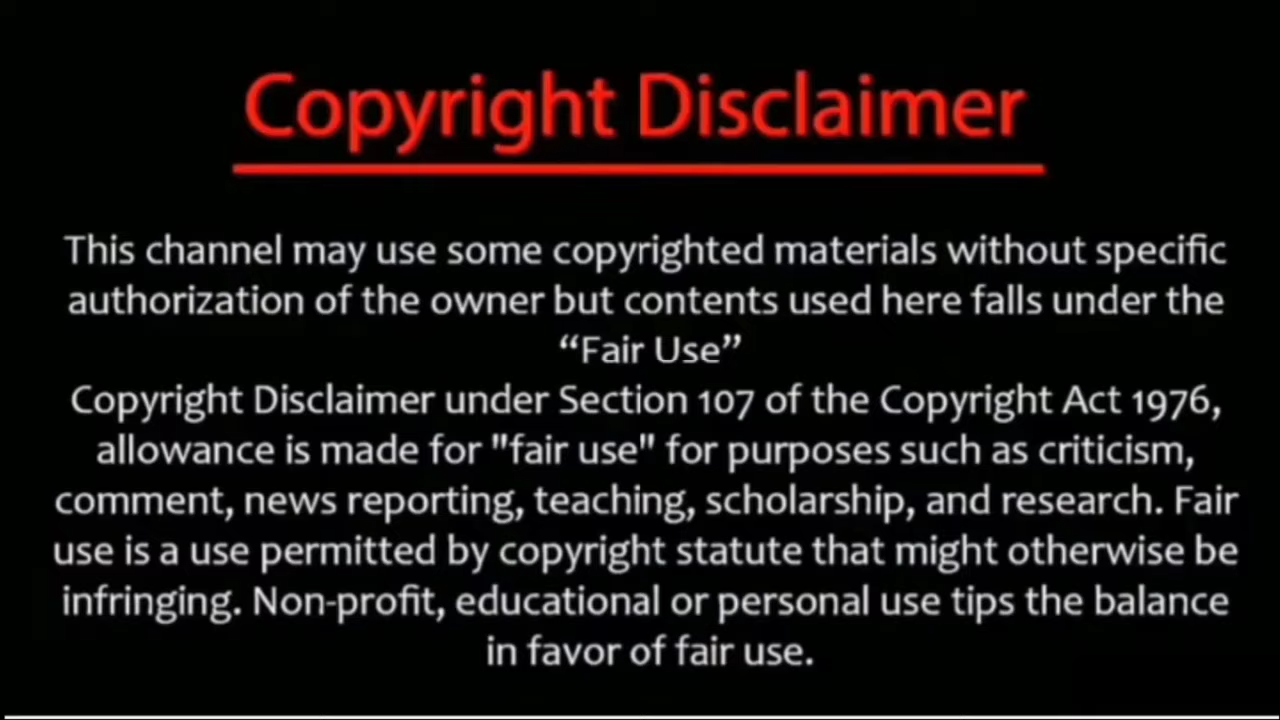 Copyright Disclaimer
This channel may use some copyrighted materials without specific
authorization of the owner but contents used here falls under the
“Fair Use”
Copyright Disclaimer under Section 107 of the Copyright Act 1976,
allowance is made for "fair use" for purposes such as criticism,
comment, news reporting, teaching, scholarship, and research. Fair
use is a use permitted by copyright statute that might otherwise be
infringing. Non-profit, educational or personal use tips the balance
in favor of fair use.